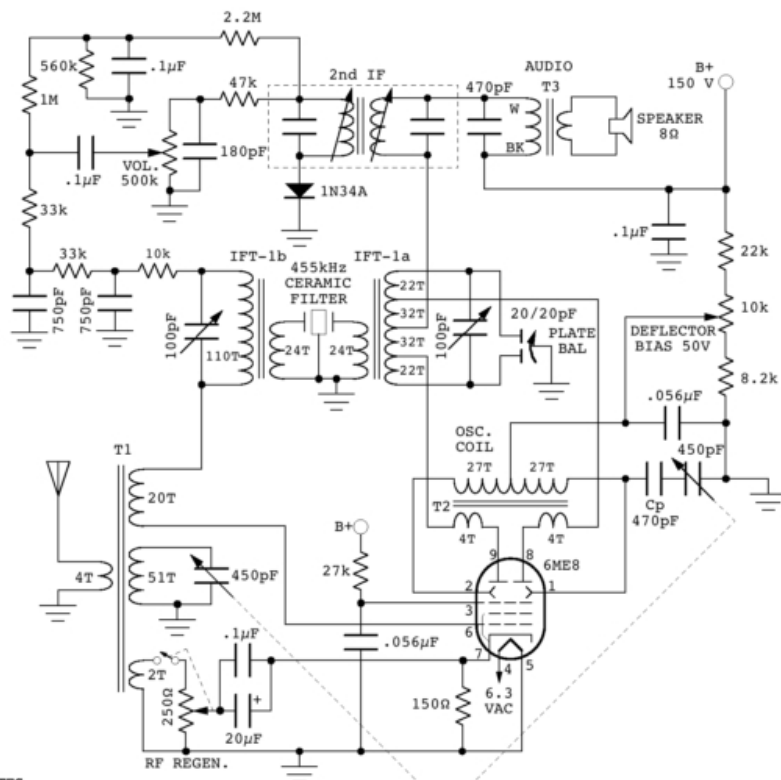 2.2M
560k
.1µF
1M
47k
2nd IF
470pF
AUDIO
T3
B+
150 V
W
BK
SPEAKER
8Ω
.1µF
VOL.
500k
180pF
1N34A
33k
.1µF
22k
33k
10k
IFT-1b
455kHz
CERAMIC
FILTER
IFT-1a
750pF
750pF
100pF
110T
24T
24T
22T
32T
32T
22T
100pF
20/20pF
PLATE
BAL
10k
DEFLECTOR
BIAS 50V
8.2k
.056µF
450pF
OSC.
COIL
27T
27T
T2
4T
4T
Cp
470pF
T1
20T
B+
27k
9
8
6ME8
2
1
3
6
7
4
5
4T
51T
450pF
.056µF
.1µF
2T
250Ω
20µF
+
150Ω
6.3
VAC
RF REGEN.